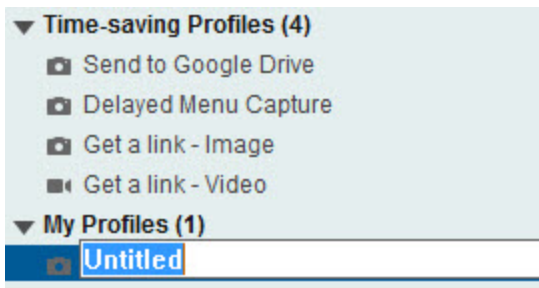 Time-saving Profiles (4)
Send to Google Drive
Delayed Menu Capture
Get a link - Image
Get a link - Video
My Profiles (1)
Untitled